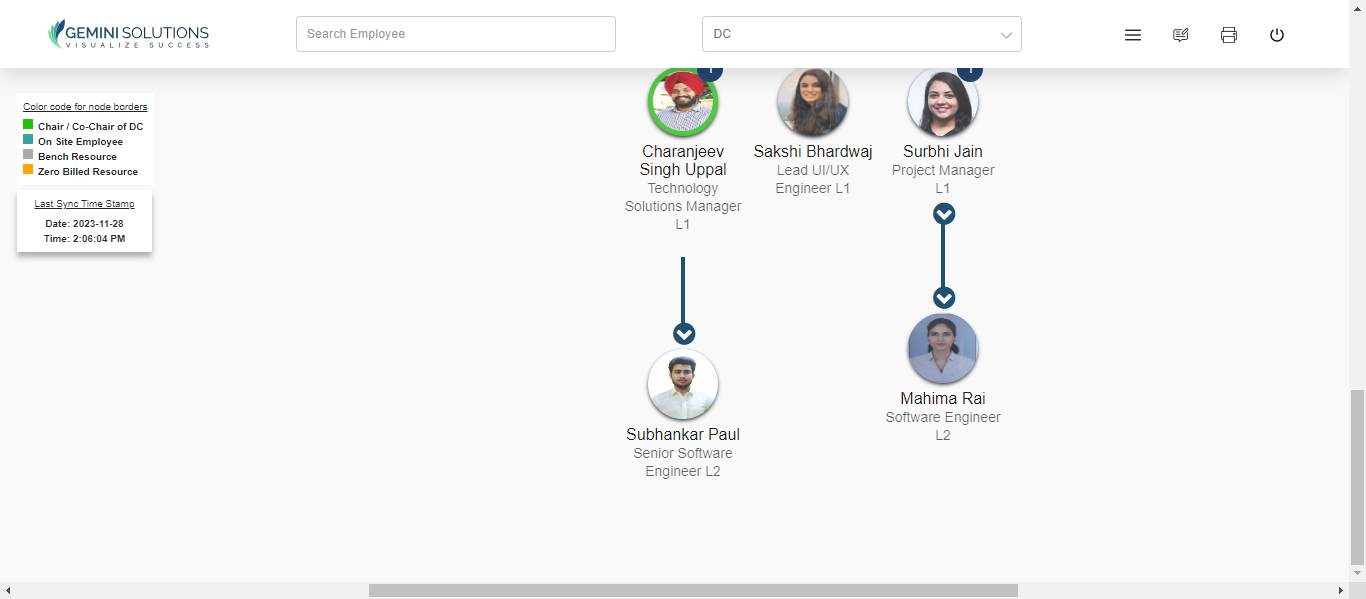 GEMINI SOLUTIONS
VISUALIZE SUCCESS
Search Employee
DC
Color code for node borders
Chair / Co-Chair of DC
On Site Employee
Bench Resource
Zero Billed Resource
Last Sync Time Stamp
Date: 2023-11-28
Time: 2:06:04 PM
Charanjeev
Singh Uppal
Technology
Solutions Manager
L1
Sakshi Bhardwaj
Lead UI/UX
Engineer L1
Surbhi Jain
Project Manager
L1
Subhankar Paul
Senior Software
Engineer L2
Mahima Rai
Software Engineer
L2